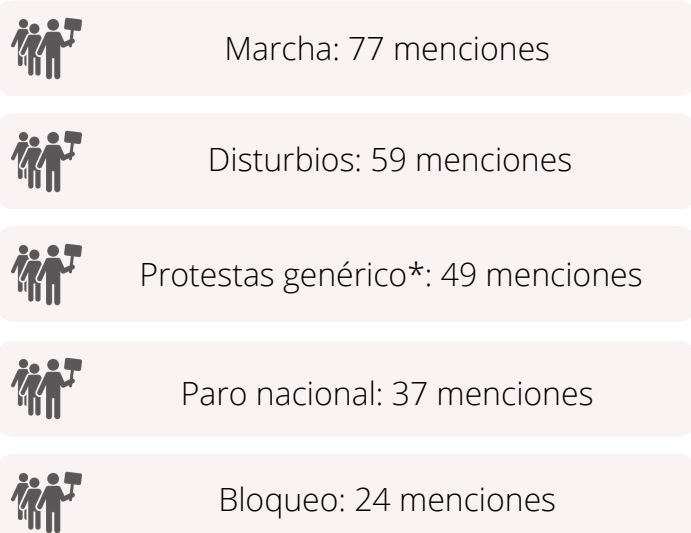 Marcha: 77 menciones
Disturbios: 59 menciones
Protestas genérico*: 49 menciones
Paro nacional: 37 menciones
Bloqueo: 24 menciones